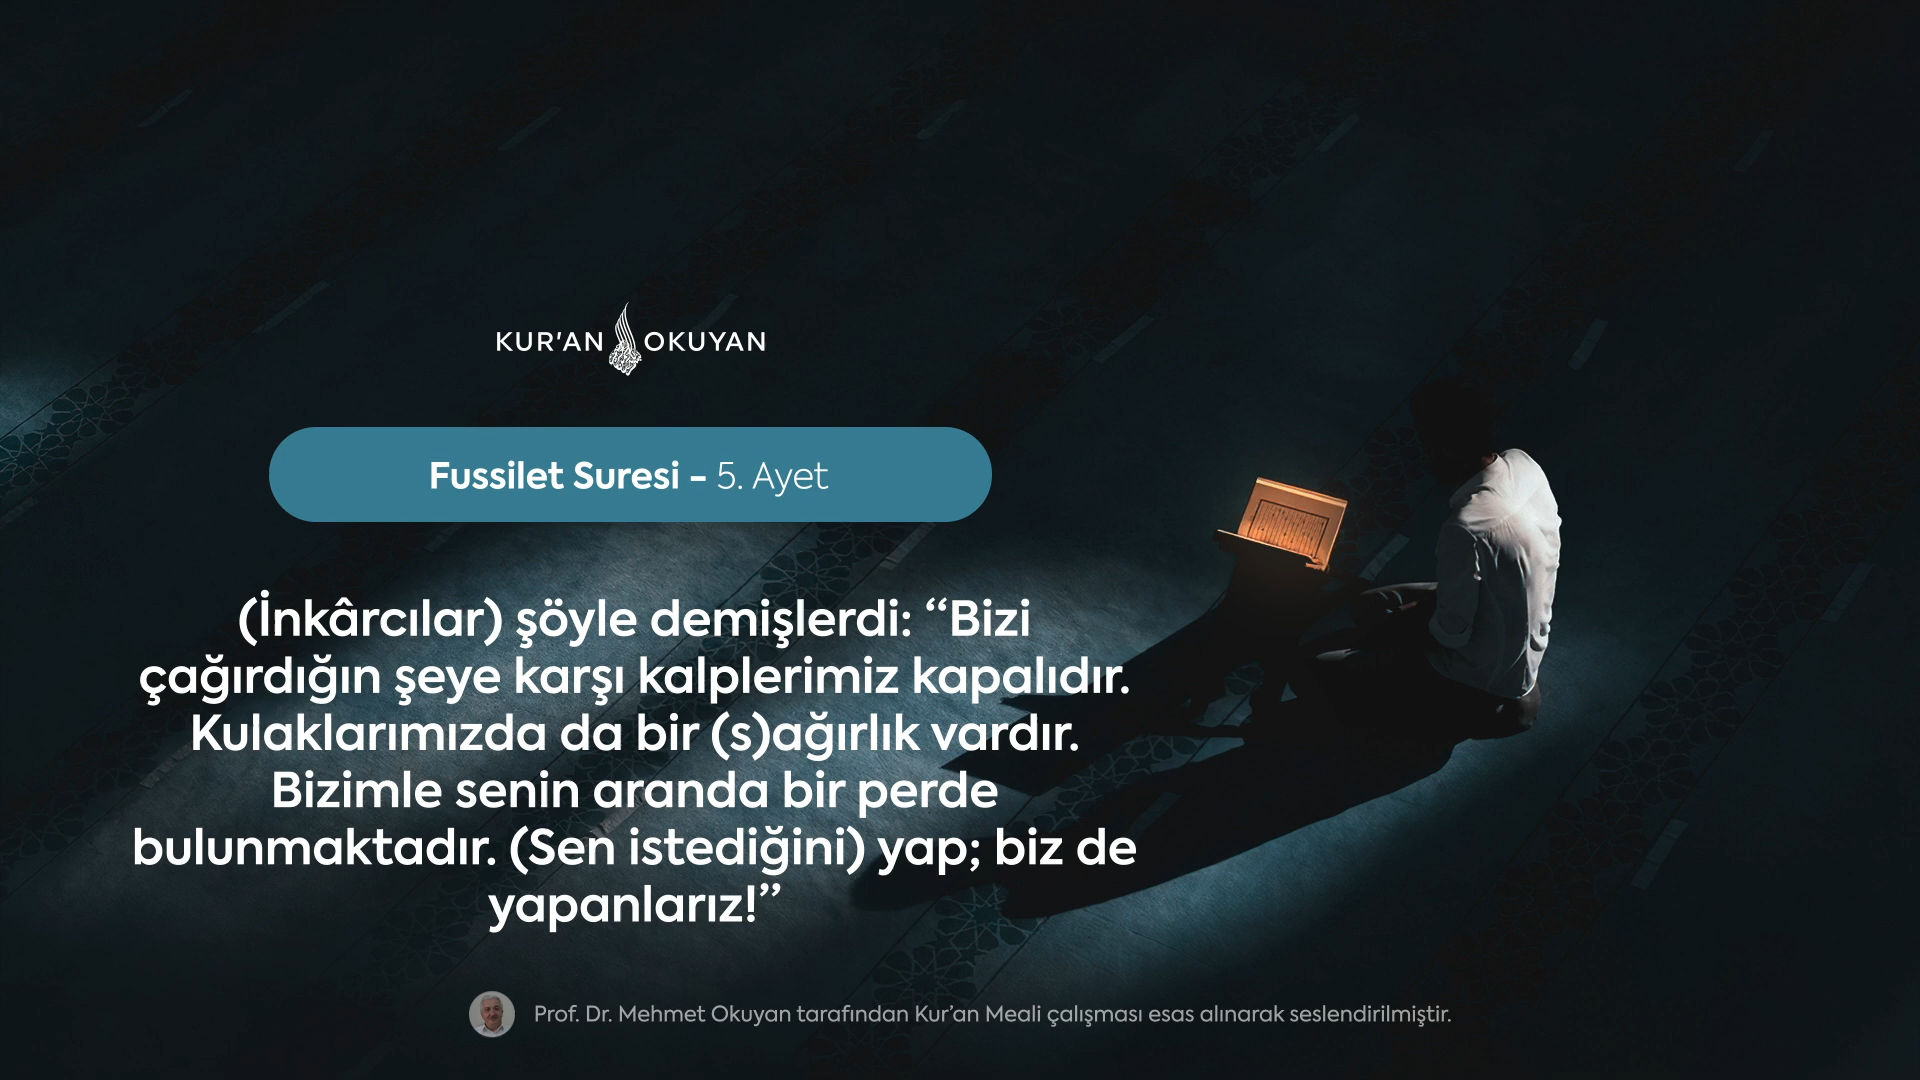 KUR'AN OKUYAN
Fussilet Suresi - 5. Ayet
(İnkârcılar) şöyle demişlerdi: “Bizi
çağırdığın şeye karşı kalplerimiz kapalıdır.
Kulaklarımızda da bir (s)ağırlık vardır.
Bizimle senin aranda bir perde
bulunmaktadır. (Sen istediğini) yap; biz de
yapanlarız!”
Prof. Dr. Mehmet Okuyan tarafından Kur’an Meali çalışması esas alınarak seslendirilmiştir.